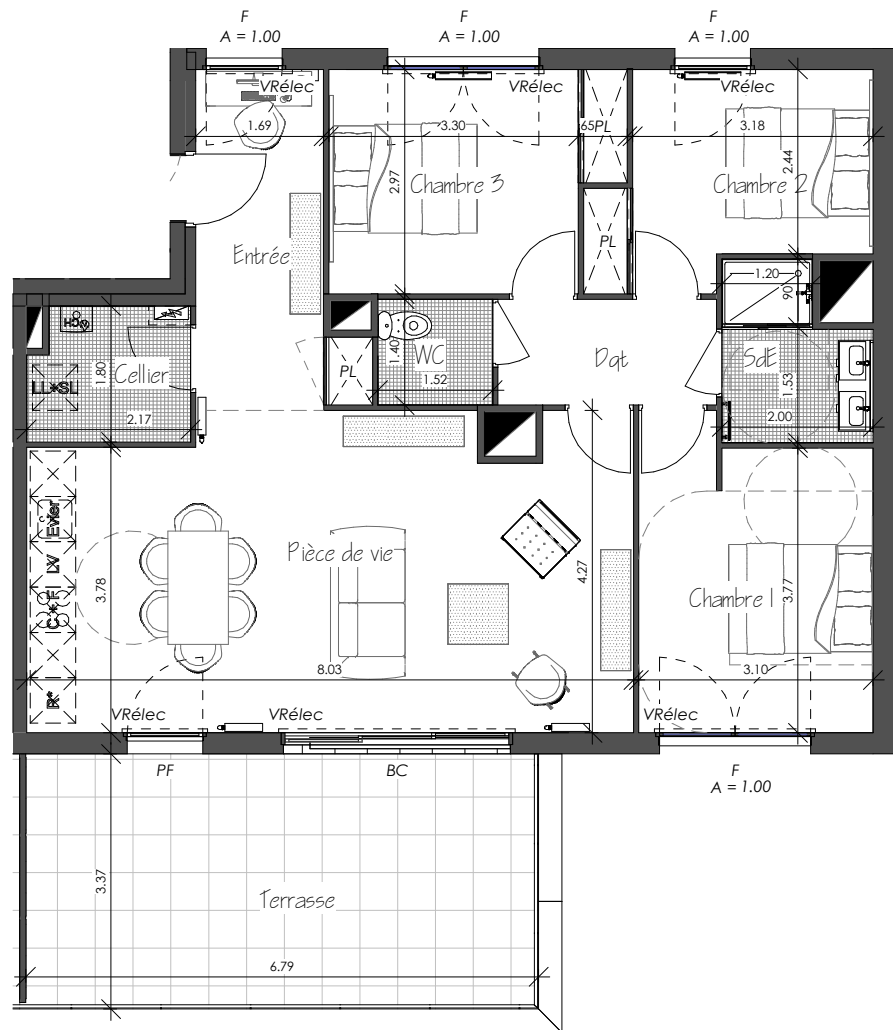 F
A = 1.00
F
A = 1.00
F
A = 1.00
VRélec
VRélec
VRélec
1.69
3.30
65
PL
3.18
2.97
2.44
Chambre 3
Chambre 2
PL
Entrée
1.20
90
GCH
Cellier
1.80
LL*SL
2.17
PL
WC
1.40
1.52
Dgt
SdE
1.53
2.00
Evier
LV
C*F
R*
3.78
Pièce de vie
4.27
8.03
Chambre 1
3.77
3.10
VRélec
VRélec
VRélec
PF
BC
F
A = 1.00
3.37
Terrasse
6.79